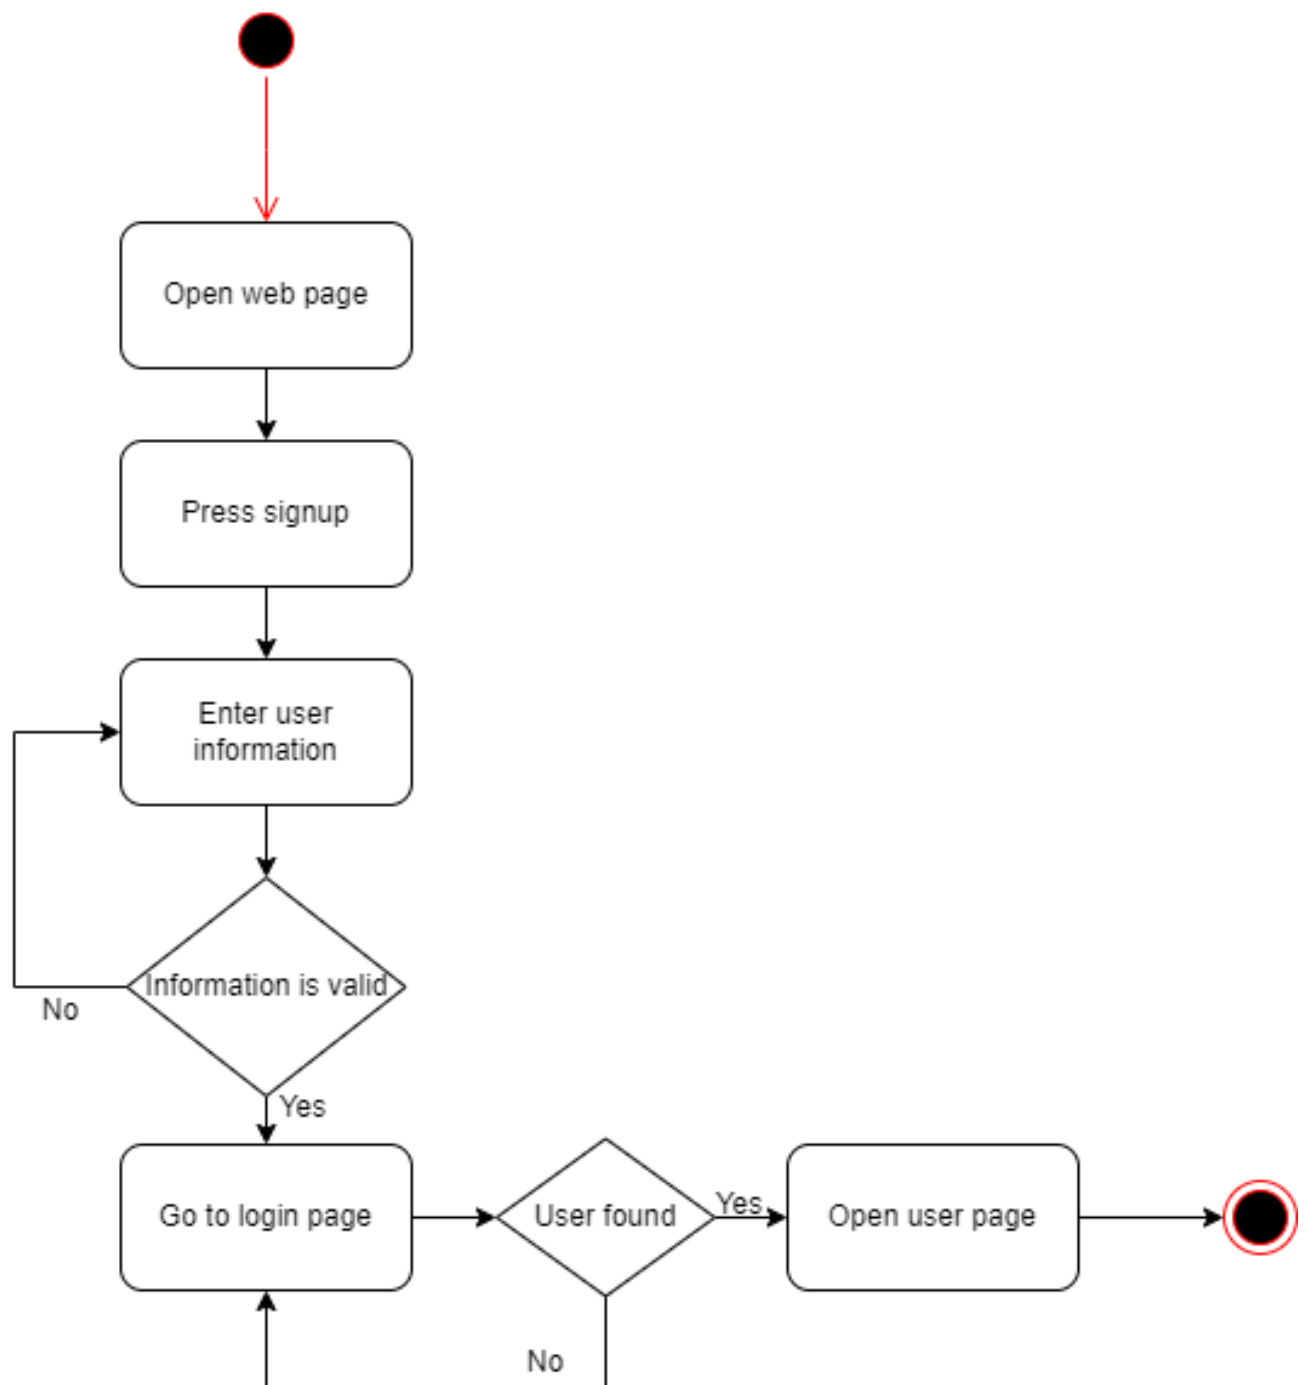 Open web page
Press signup
Enter user
information
Information is valid
No
Yes
Go to login page
User found
Yes
Open user page
No